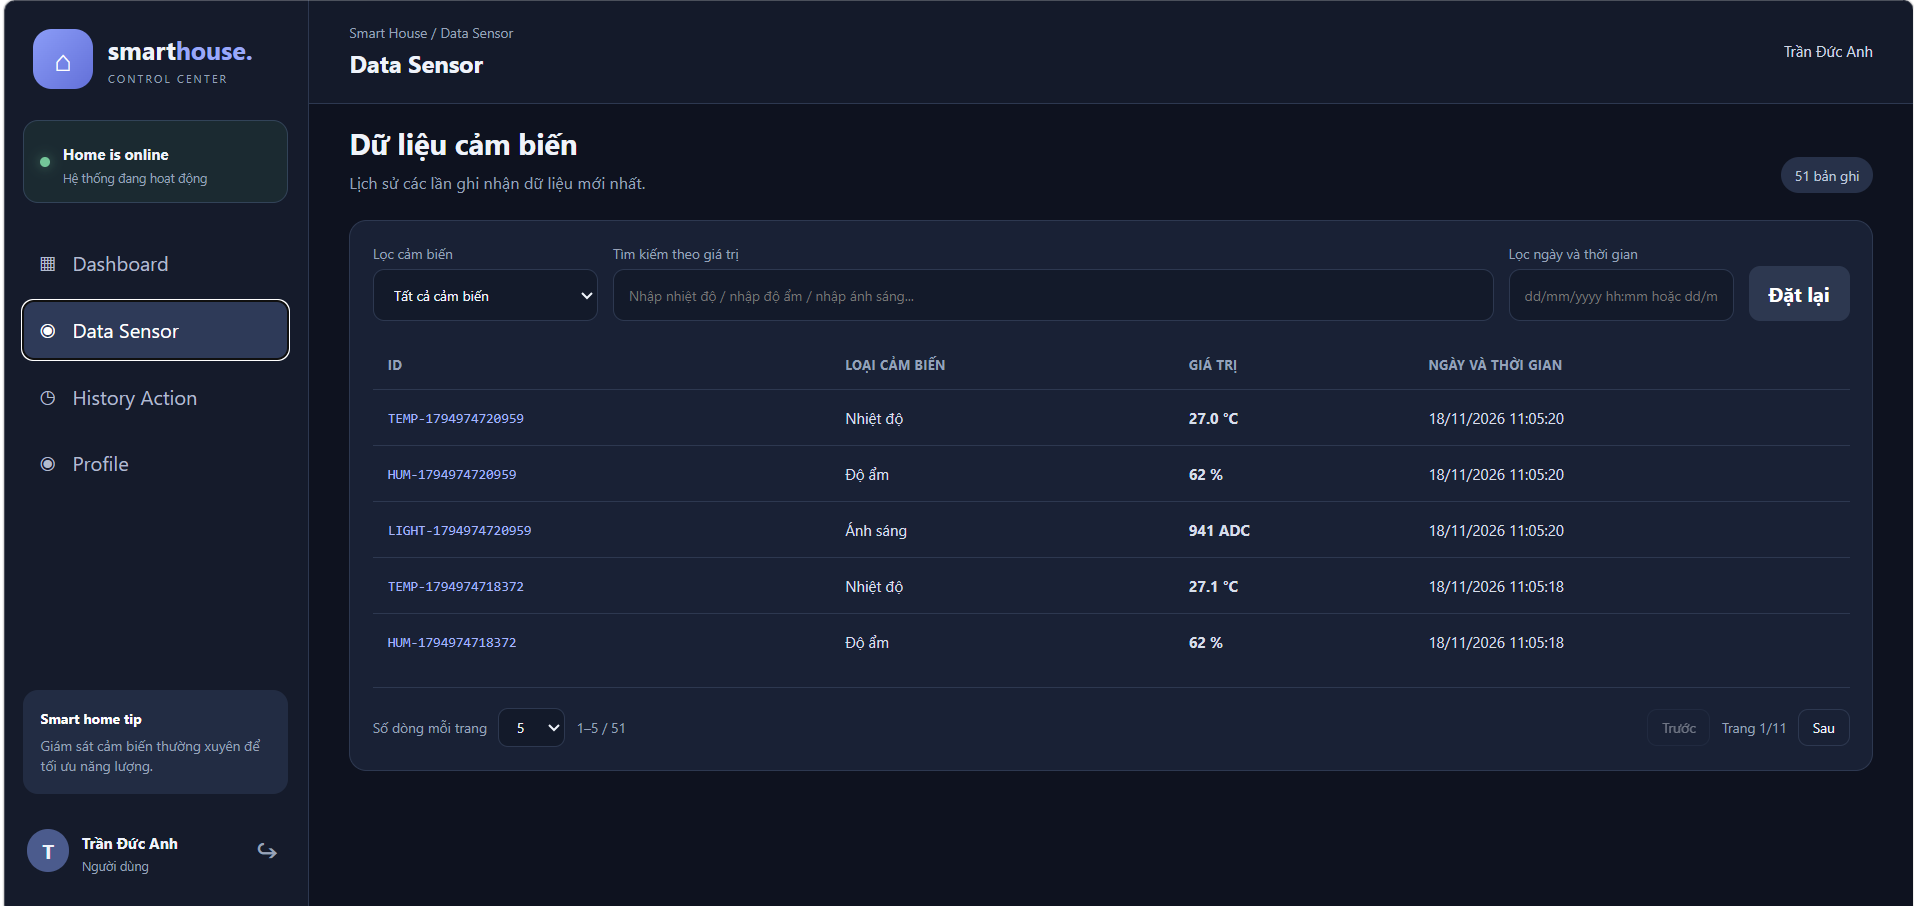 smarthouse.
CONTROL CENTER
Home is online
Hệ thống đang hoạt động
Dashboard
Data Sensor
History Action
Profile
Smart home tip
Giám sát cảm biến thường xuyên để
tối ưu năng lượng.
T
Trần Đức Anh
Người dùng
Smart House / Data Sensor
Data Sensor
Trần Đức Anh
Dữ liệu cảm biến
Lịch sử các lần ghi nhận dữ liệu mới nhất.
51 bản ghi
Lọc cảm biến
Tất cả cảm biến
Tìm kiếm theo giá trị
Nhập nhiệt độ / nhập độ ẩm / nhập ánh sáng...
Lọc ngày và thời gian
dd/mm/yyyy hh:mm hoặc dd/m
Đặt lại
ID LOẠI CẢM BIẾN GIÁ TRỊ NGÀY VÀ THỜI GIAN
TEMP-1794974720959 Nhiệt độ 27.0 °C 18/11/2026 11:05:20
HUM-1794974720959 Độ ẩm 62 % 18/11/2026 11:05:20
LIGHT-1794974720959 Ánh sáng 941 ADC 18/11/2026 11:05:20
TEMP-1794974718372 Nhiệt độ 27.1 °C 18/11/2026 11:05:18
HUM-1794974718372 Độ ẩm 62 % 18/11/2026 11:05:18
Số dòng mỗi trang 5 1–5 / 51
Trước Trang 1/11 Sau